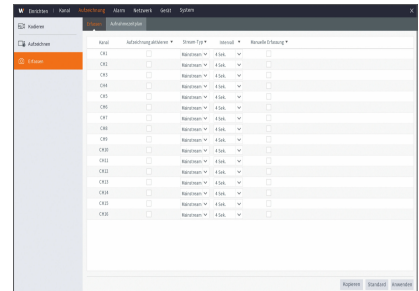 W Einrichten | Kanal Aufzeichnung Alarm Netzwerk Gerät System X
Kodieren
Aufzeichnen
Erfassen
Erfassen Aufnahmezeitplan
Kanal Aufzeichnung aktivieren Stream-Typ Intervall Manuelle Erfassung
CH1 Mainstream 4 Sek.
CH2 Mainstream 4 Sek.
CH3 Mainstream 4 Sek.
CH4 Mainstream 4 Sek.
CH5 Mainstream 4 Sek.
CH6 Mainstream 4 Sek.
CH7 Mainstream 4 Sek.
CH8 Mainstream 4 Sek.
CH9 Mainstream 4 Sek.
CH10 Mainstream 4 Sek.
CH11 Mainstream 4 Sek.
CH12 Mainstream 4 Sek.
CH13 Mainstream 4 Sek.
CH14 Mainstream 4 Sek.
CH15 Mainstream 4 Sek.
CH16 Mainstream 4 Sek.
Kopieren Standard Anwenden